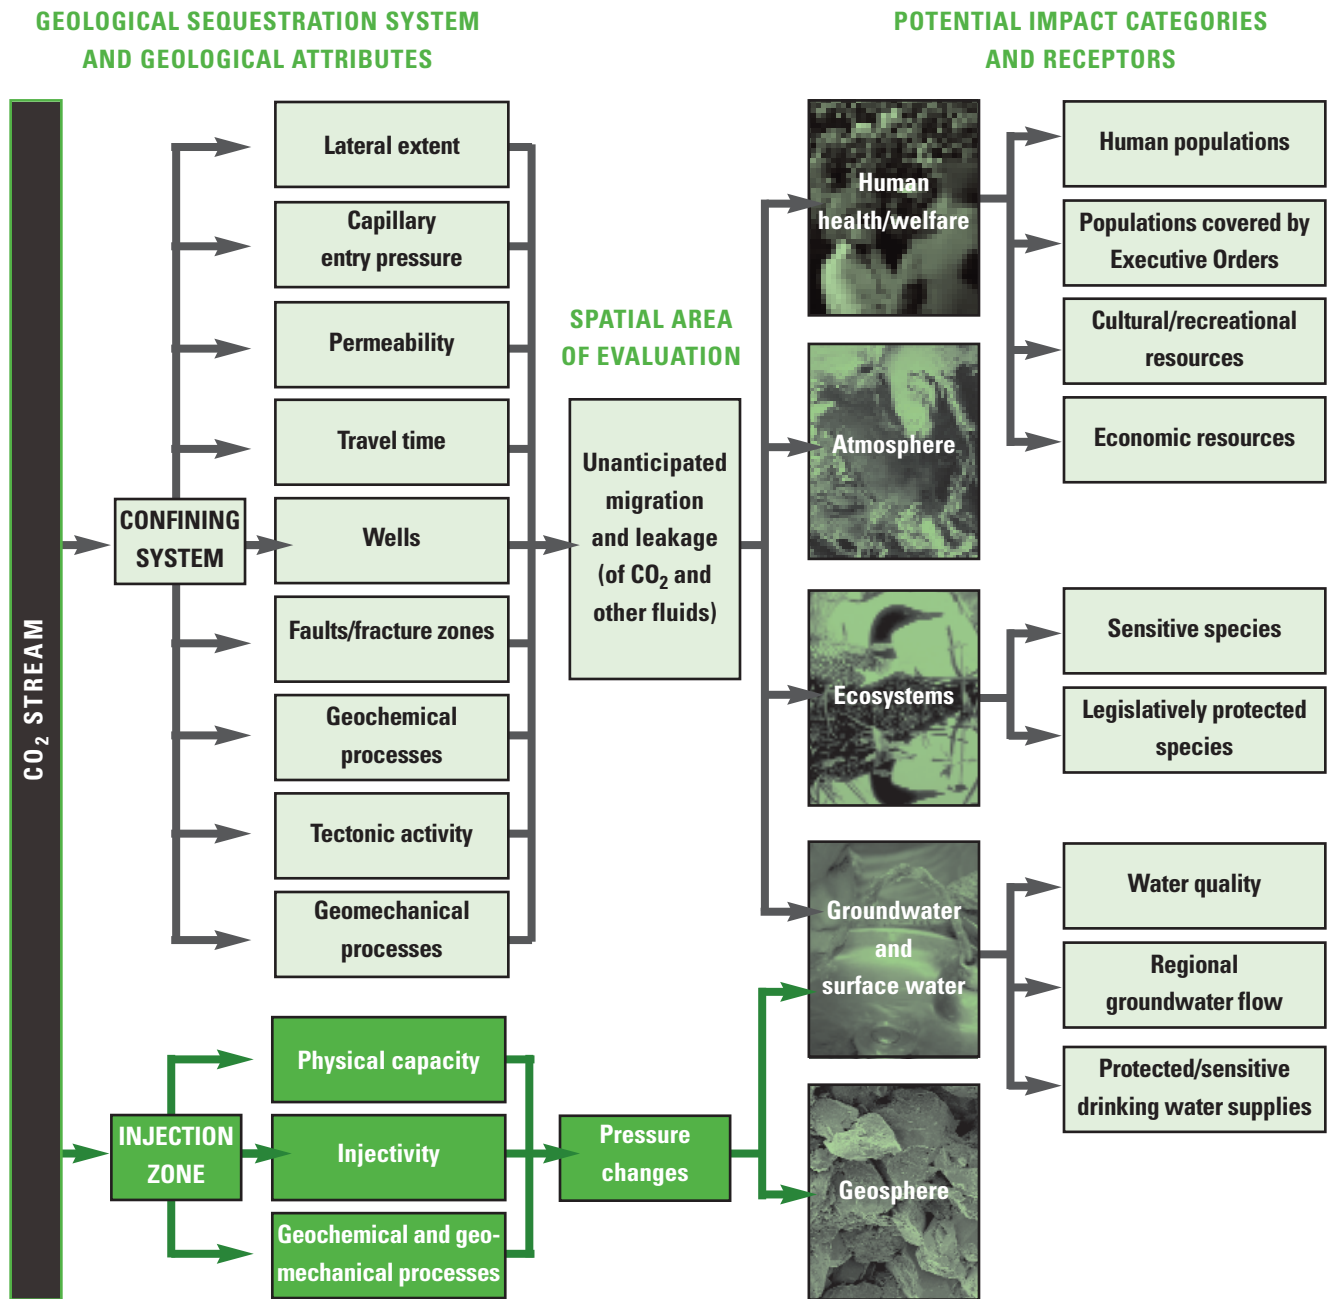 GEOLOGICAL SEQUESTRATION SYSTEM
AND GEOLOGICAL ATTRIBUTES
POTENTIAL IMPACT CATEGORIES
AND RECEPTORS
CO₂ STREAM
CONFINING
SYSTEM
Lateral extent
Capillary
entry pressure
Permeability
Travel time
Wells
Faults/fracture zones
Geochemical
processes
Tectonic activity
Geomechanical
processes
INJECTION
ZONE
Physical capacity
Injectivity
Geochemical and geo-
mechanical processes
SPATIAL AREA
OF EVALUATION
Unanticipated
migration
and leakage
(of CO₂ and
other fluids)
Pressure
changes
Human
health/welfare
Atmosphere
Ecosystems
Groundwater
and
surface water
Geosphere
Human populations
Populations covered by
Executive Orders
Cultural/recreational
resources
Economic resources
Sensitive species
Legislatively protected
species
Water quality
Regional
groundwater flow
Protected/sensitive
drinking water supplies